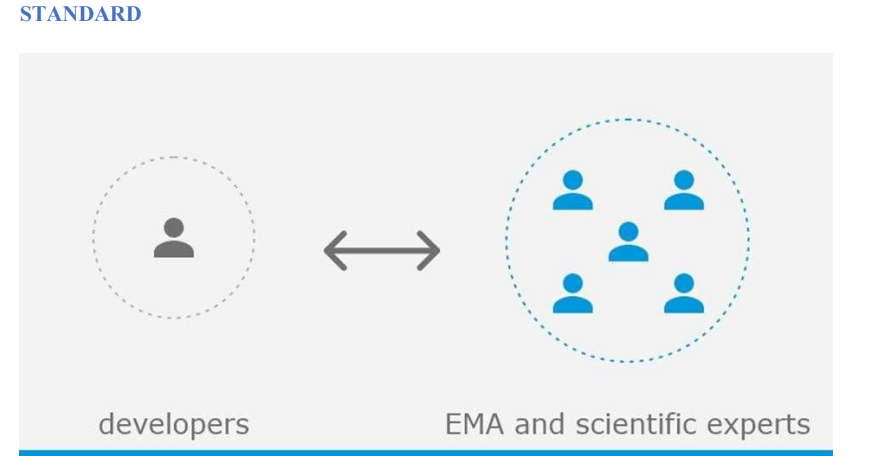 STANDARD
developers
EMA and scientific experts